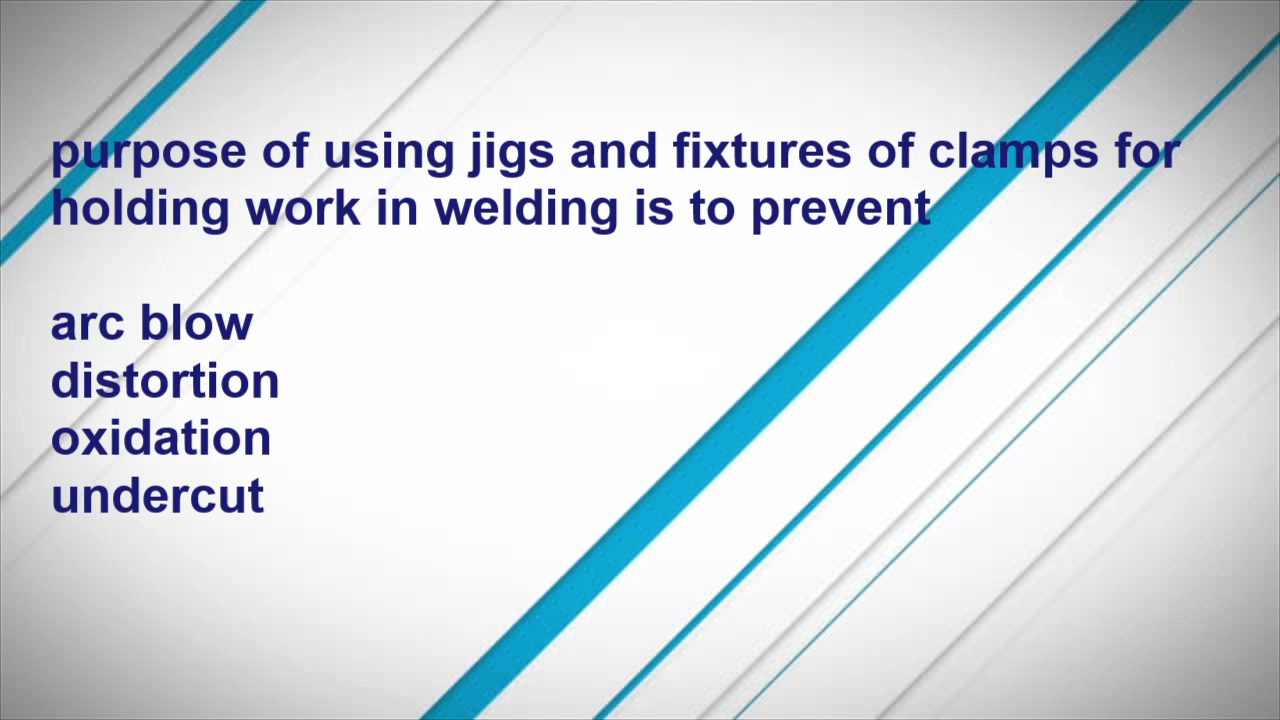 purpose of using jigs and fixtures of clamps for
holding work in welding is to prevent
arc blow
distortion
oxidation
undercut